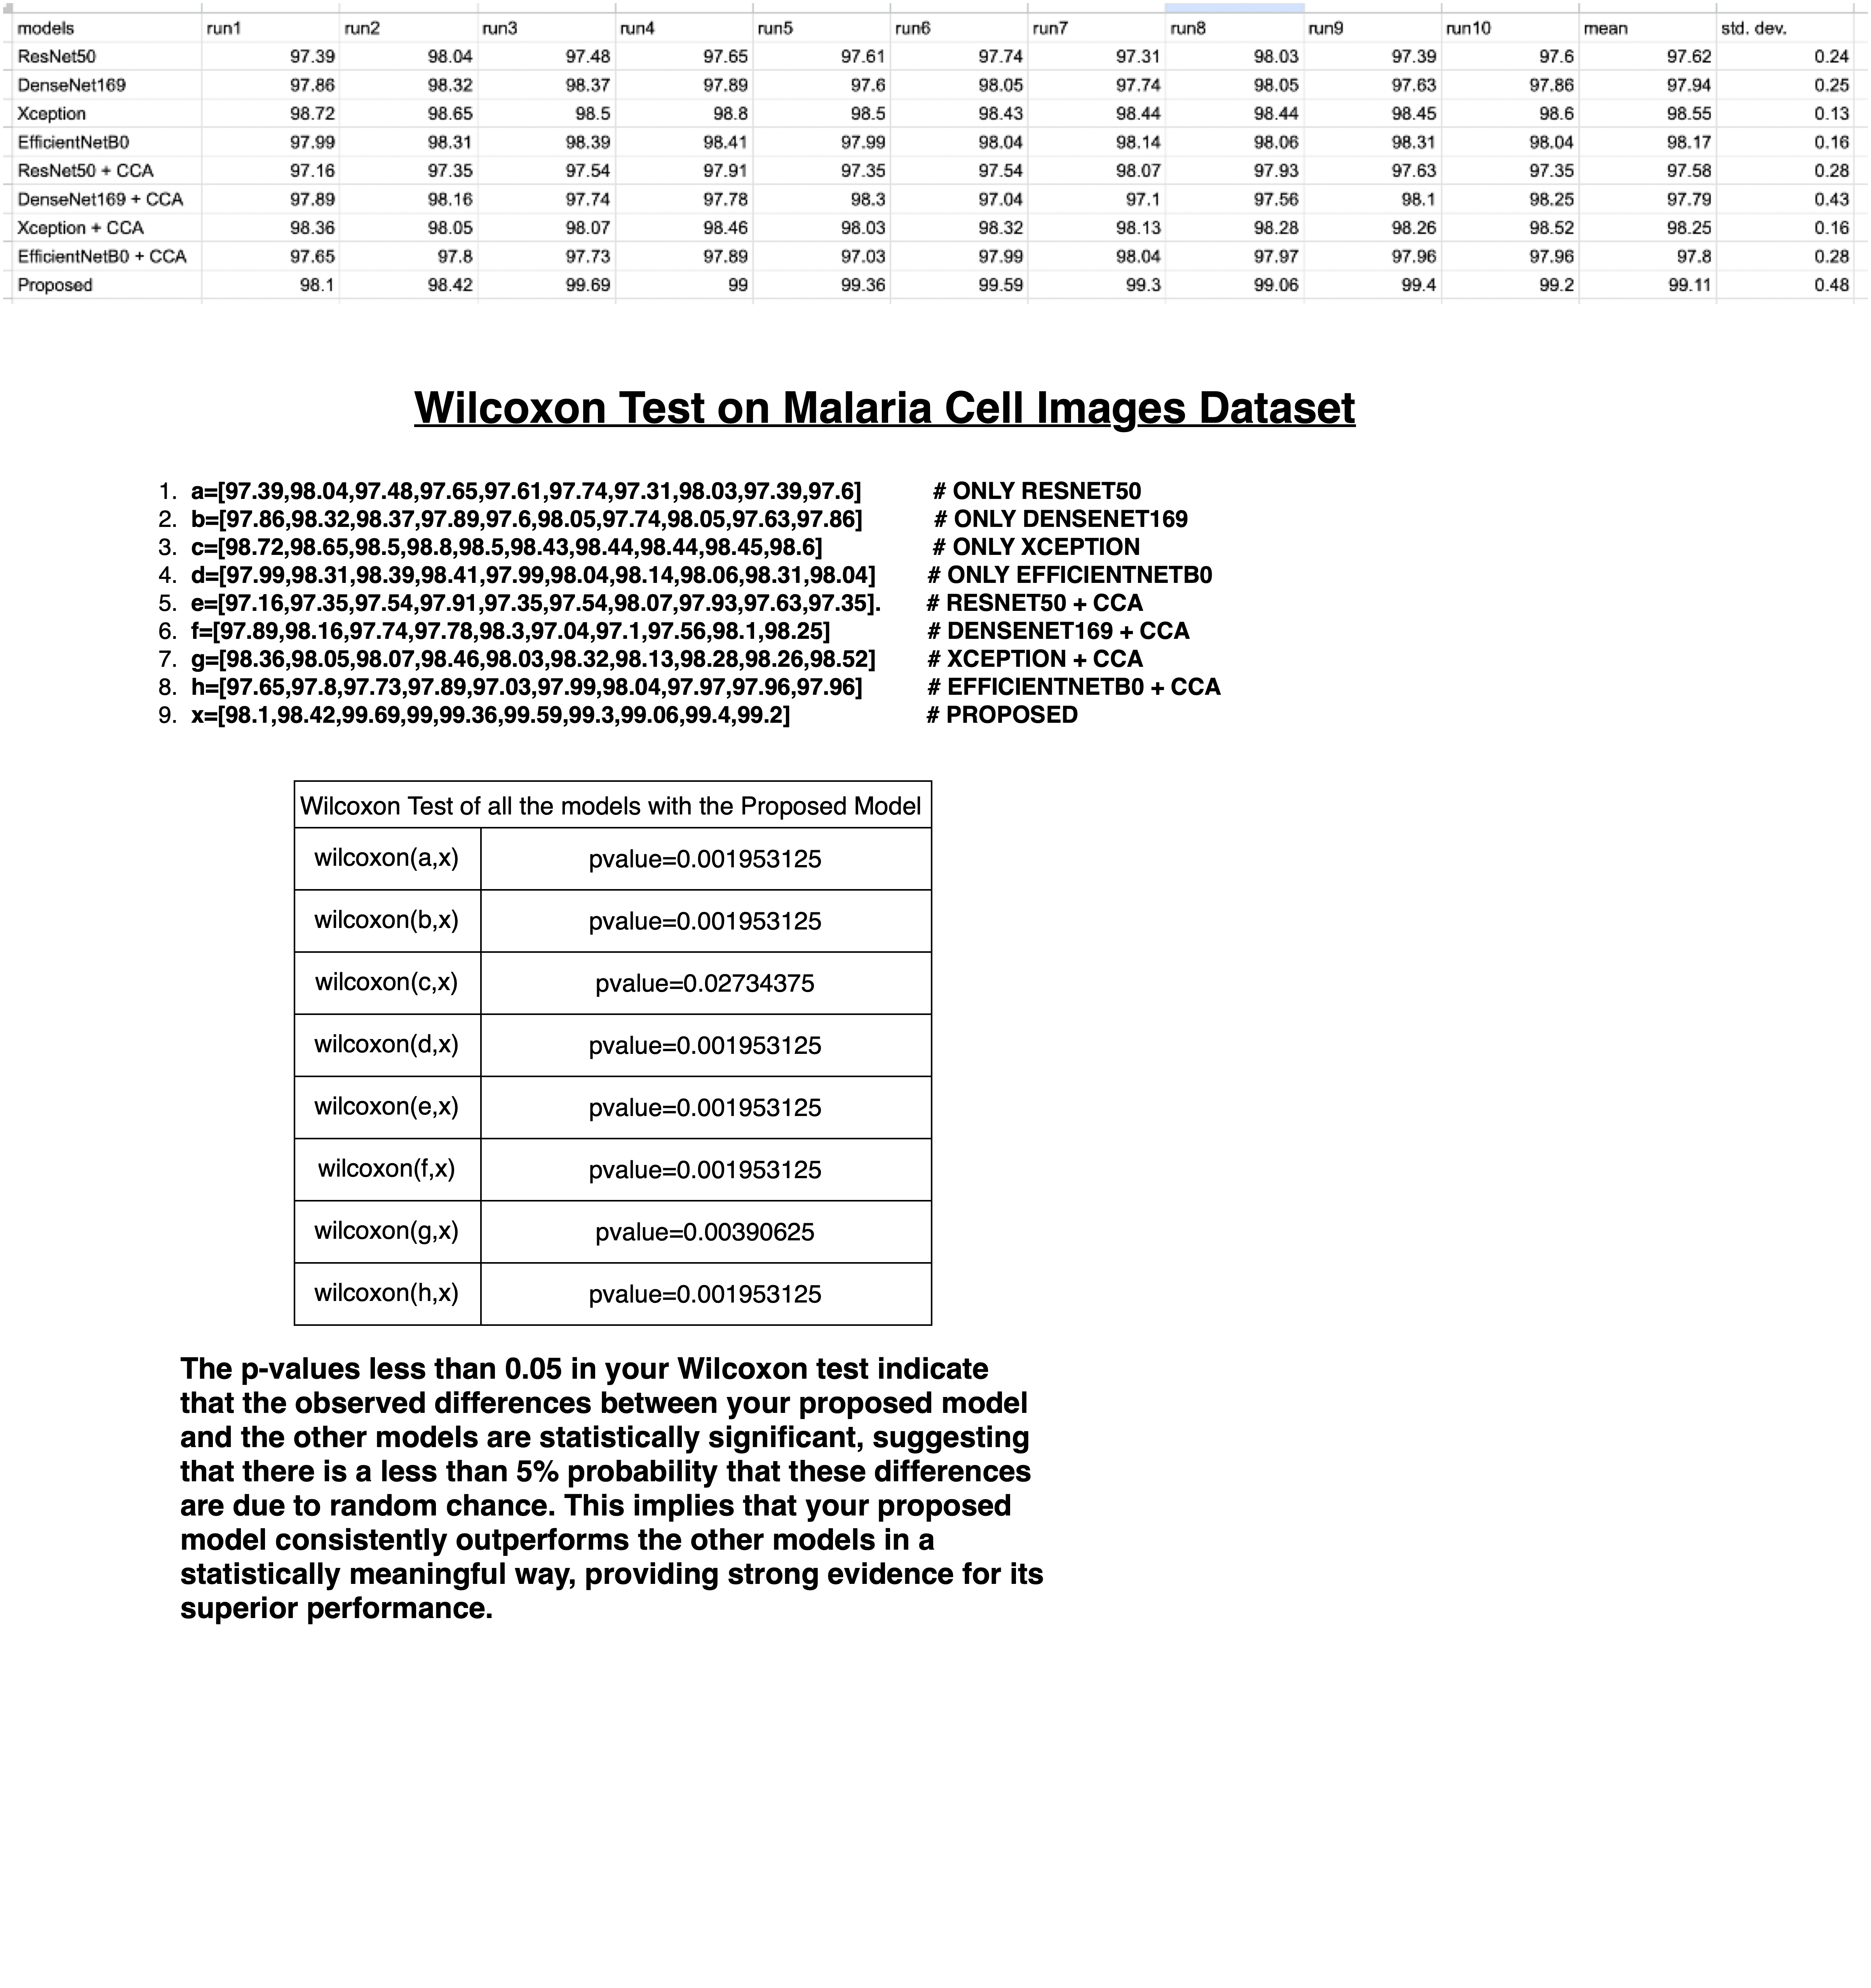 models run1 run2 run3 run4 run5 run6 run7 run8 run9 run10 mean std. dev.
ResNet50 97.39 98.04 97.48 97.65 97.61 97.74 97.31 98.03 97.39 97.6 97.62 0.24
DenseNet169 97.86 98.32 98.37 97.89 97.6 98.05 97.74 98.05 97.63 97.86 97.94 0.25
Xception 98.72 98.65 98.5 98.8 98.5 98.43 98.44 98.44 98.45 98.6 98.55 0.13
EfficientNetB0 97.99 98.31 98.39 98.41 97.99 98.04 98.14 98.06 98.31 98.04 98.17 0.16
ResNet50 + CCA 97.16 97.35 97.54 97.91 97.35 97.54 98.07 97.93 97.63 97.35 97.58 0.28
DenseNet169 + CCA 97.89 98.16 97.74 97.78 98.3 97.04 97.1 97.56 98.1 98.25 97.79 0.43
Xception + CCA 98.36 98.05 98.07 98.46 98.03 98.32 98.13 98.28 98.26 98.52 98.25 0.16
EfficientNetB0 + CCA 97.65 97.8 97.73 97.89 97.03 97.99 98.04 97.97 97.96 97.96 97.8 0.28
Proposed 98.1 98.42 99.69 99 99.36 99.59 99.3 99.06 99.4 99.2 99.11 0.48
Wilcoxon Test on Malaria Cell Images Dataset
1. a=[97.39,98.04,97.48,97.65,97.61,97.74,97.31,98.03,97.39,97.6] # ONLY RESNET50
2. b=[97.86,98.32,98.37,97.89,97.6,98.05,97.74,98.05,97.63,97.86] # ONLY DENSENET169
3. c=[98.72,98.65,98.5,98.8,98.5,98.43,98.44,98.44,98.45,98.6] # ONLY XCEPTION
4. d=[97.99,98.31,98.39,98.41,97.99,98.04,98.14,98.06,98.31,98.04] # ONLY EFFICIENTNETB0
5. e=[97.16,97.35,97.54,97.91,97.35,97.54,98.07,97.93,97.63,97.35]. # RESNET50 + CCA
6. f=[97.89,98.16,97.74,97.78,98.3,97.04,97.1,97.56,98.1,98.25] # DENSENET169 + CCA
7. g=[98.36,98.05,98.07,98.46,98.03,98.32,98.13,98.28,98.26,98.52] # XCEPTION + CCA
8. h=[97.65,97.8,97.73,97.89,97.03,97.99,98.04,97.97,97.96,97.96] # EFFICIENTNETB0 + CCA
9. x=[98.1,98.42,99.69,99,99.36,99.59,99.3,99.06,99.4,99.2] # PROPOSED
Wilcoxon Test of all the models with the Proposed Model
wilcoxon(a,x) pvalue=0.001953125
wilcoxon(b,x) pvalue=0.001953125
wilcoxon(c,x) pvalue=0.02734375
wilcoxon(d,x) pvalue=0.001953125
wilcoxon(e,x) pvalue=0.001953125
wilcoxon(f,x) pvalue=0.001953125
wilcoxon(g,x) pvalue=0.00390625
wilcoxon(h,x) pvalue=0.001953125
The p-values less than 0.05 in your Wilcoxon test indicate
that the observed differences between your proposed model
and the other models are statistically significant, suggesting
that there is a less than 5% probability that these differences
are due to random chance. This implies that your proposed
model consistently outperforms the other models in a
statistically meaningful way, providing strong evidence for its
superior performance.